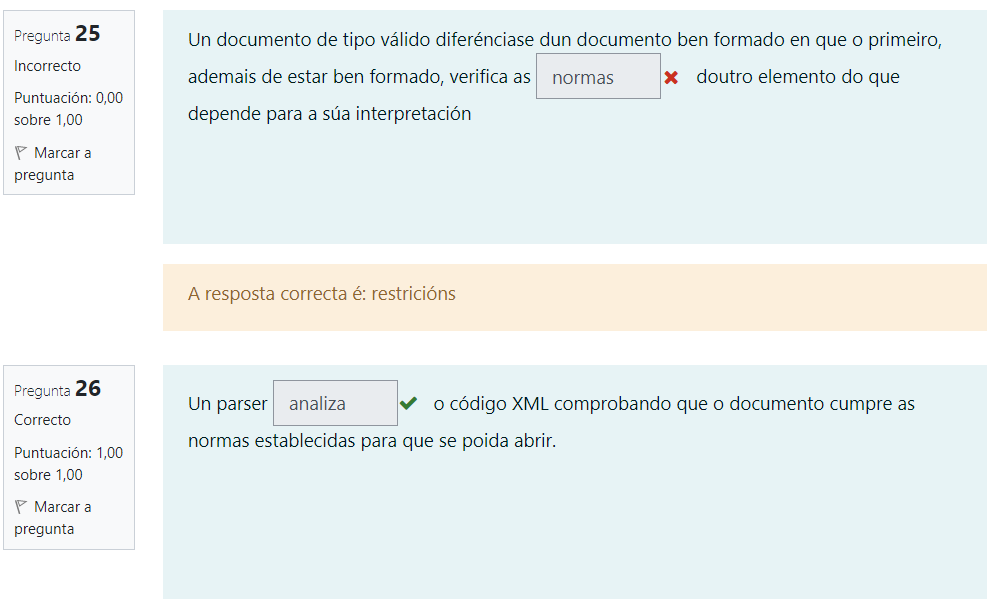 Pregunta 25
Incorrecto
Puntuación: 0,00
sobre 1,00
Marcar a
pregunta
Un documento de tipo válido diferénciase dun documento ben formado en que o primeiro,
ademais de estar ben formado, verifica as normas doutro elemento do que
depende para a súa interpretación
A resposta correcta é: restricións
Pregunta 26
Correcto
Puntuación: 1,00
sobre 1,00
Marcar a
pregunta
Un parser analiza o código XML comprobando que o documento cumpre as
normas establecidas para que se poida abrir.